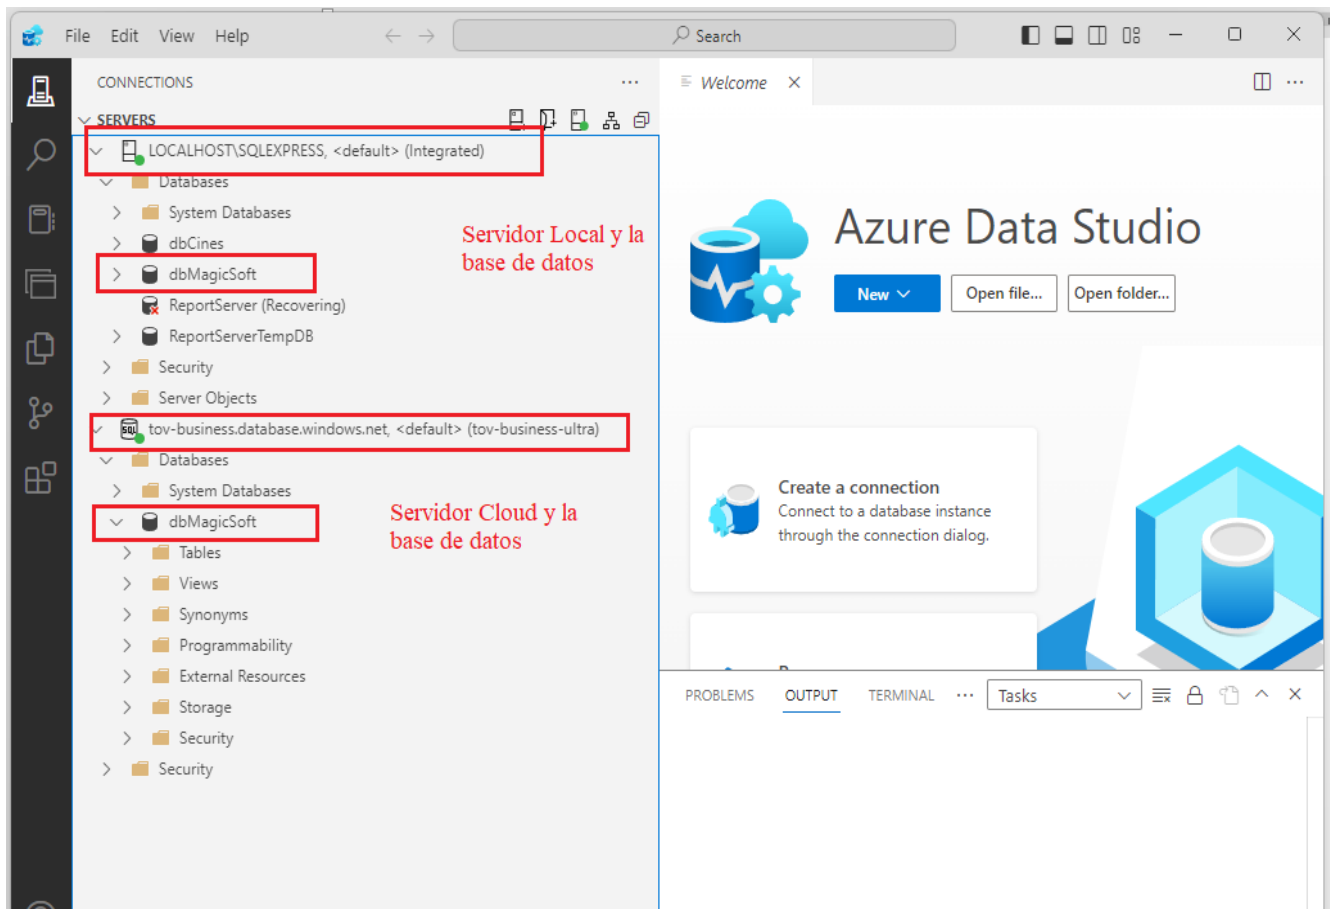 File Edit View Help
Search
CONNECTIONS
Welcome
SERVERS
LOCALHOST\SQLEXPRESS, <default> (Integrated)
Databases
System Databases
dbCines
dbMagicSoft
ReportServer (Recovering)
ReportServerTempDB
Security
Server Objects
Servidor Local y la
base de datos
tov-business.database.windows.net, <default> (tov-business-ultra)
Databases
System Databases
dbMagicSoft
Servidor Cloud y la
base de datos
Tables
Views
Synonyms
Programmability
External Resources
Storage
Security
Security
Azure Data Studio
New
Open file...
Open folder...
SQL
Create a connection
Connect to a database instance
through the connection dialog.
PROBLEMS OUTPUT TERMINAL ··· Tasks